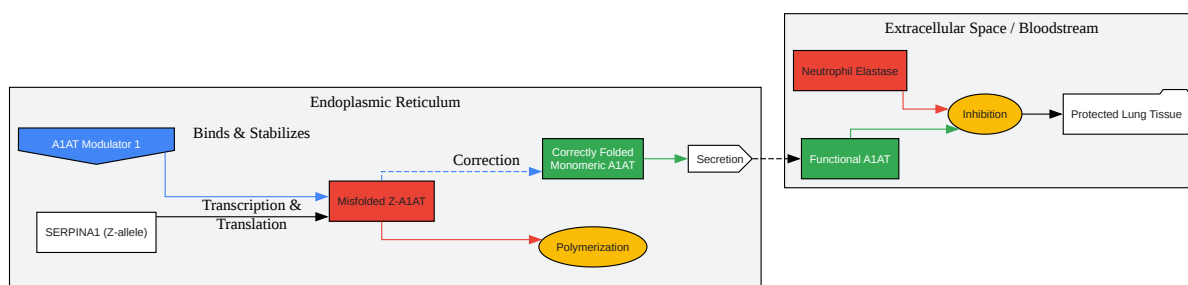 Extracellular Space / Bloodstream
Neutrophil Elastase
Inhibition
Protected Lung Tissue
Functional A1AT
Endoplasmic Reticulum
A1AT Modulator 1
Binds & Stabilizes
Correction
Correctly Folded
Monomeric A1AT
Secretion
Misfolded Z-A1AT
Transcription &
Translation
SERPINA1 (Z-allele)
Polymerization